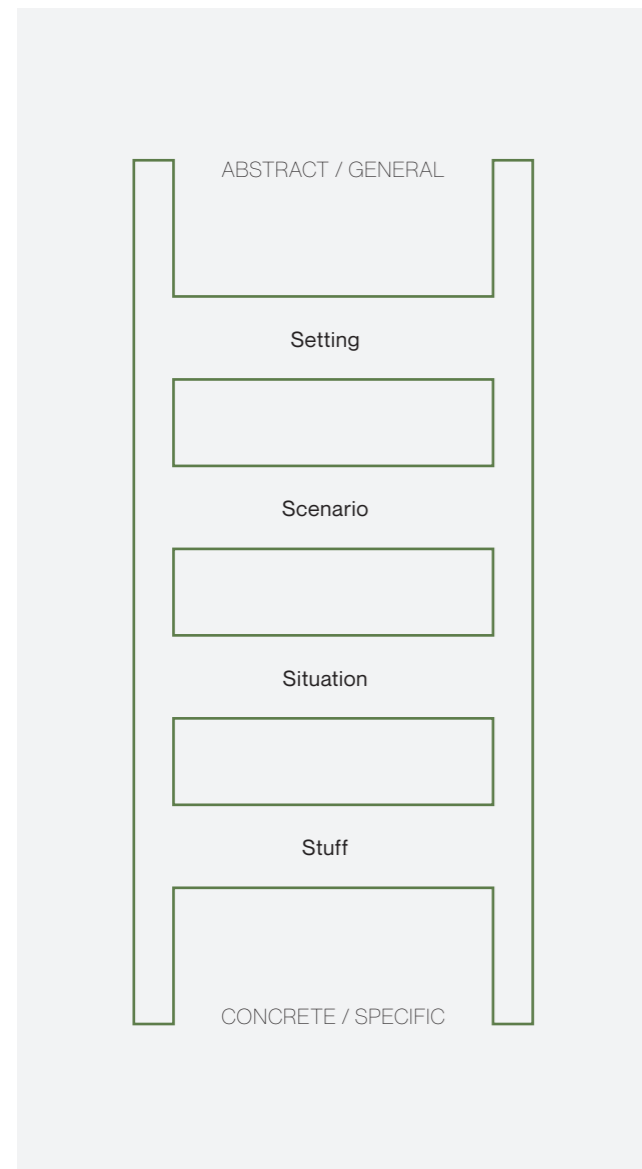 ABSTRACT / GENERAL
Setting
Scenario
Situation
Stuff
CONCRETE / SPECIFIC